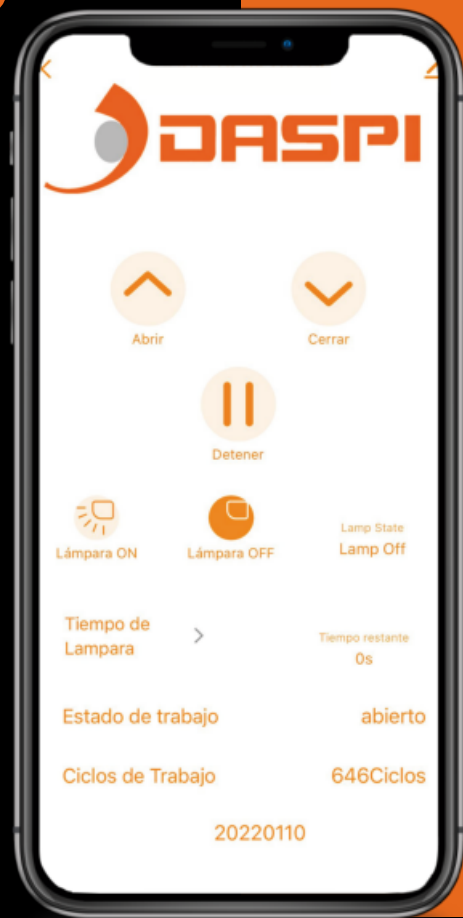 DASPI
Abrir
Cerrar
Detener
Lámpara ON
Lámpara OFF
Lamp State
Lamp Off
Tiempo de
Lampara
Tiempo restante
0s
Estado de trabajo
abierto
Ciclos de Trabajo
646Ciclos
20220110